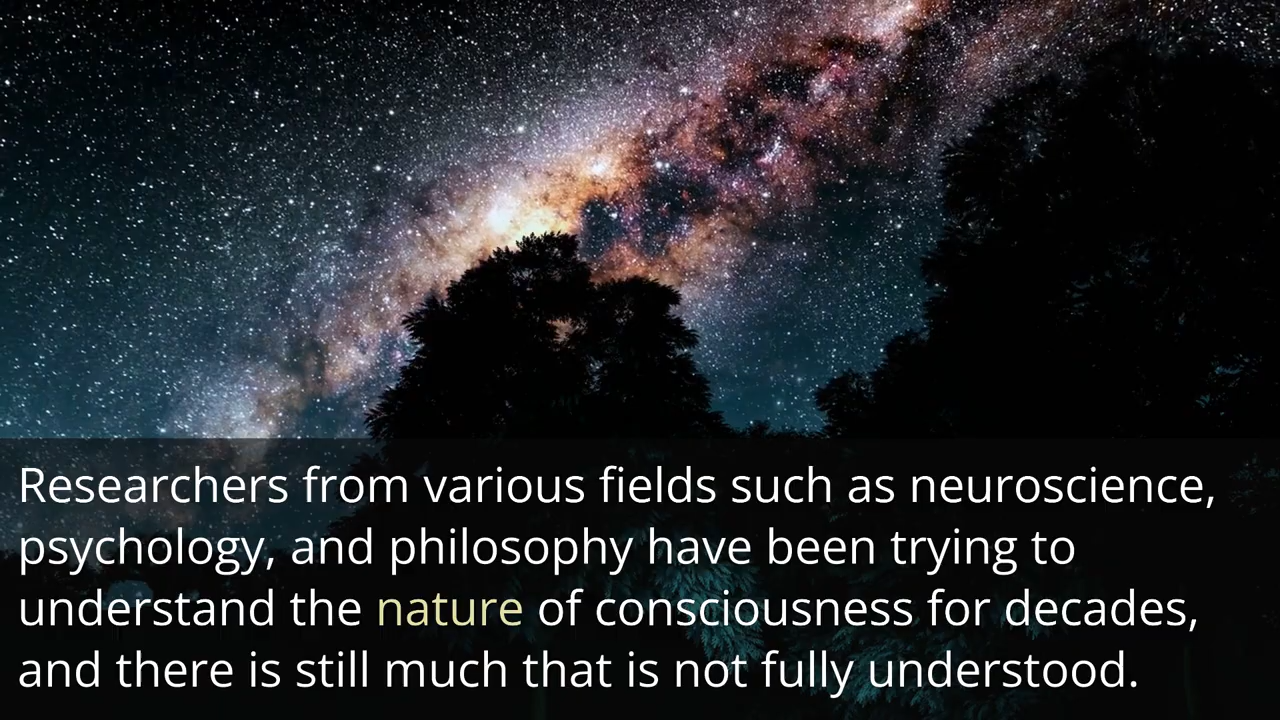 Researchers from various fields such as neuroscience,
psychology, and philosophy have been trying to
understand the nature of consciousness for decades,
and there is still much that is not fully understood.